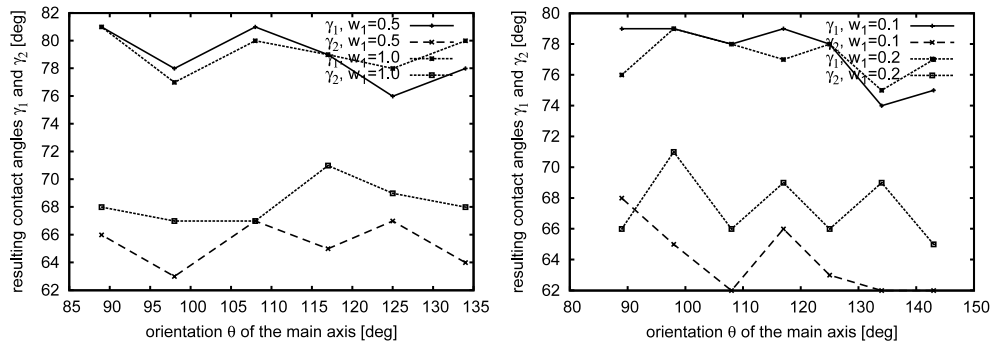 resulting contact angles γ1 and γ2 [deg]
82
80
78
76
74
72
70
68
66
64
62
85 90 95 100 105 110 115 120 125 130 135
orientation θ of the main axis [deg]
γ1, w1=0.5
γ2, w1=0.5
γ1, w1=1.0
γ2, w1=1.0
resulting contact angles γ1 and γ2 [deg]
80
78
76
74
72
70
68
66
64
62
80 90 100 110 120 130 140 150
orientation θ of the main axis [deg]
γ1, w1=0.1
γ2, w1=0.1
γ1, w1=0.2
γ2, w1=0.2